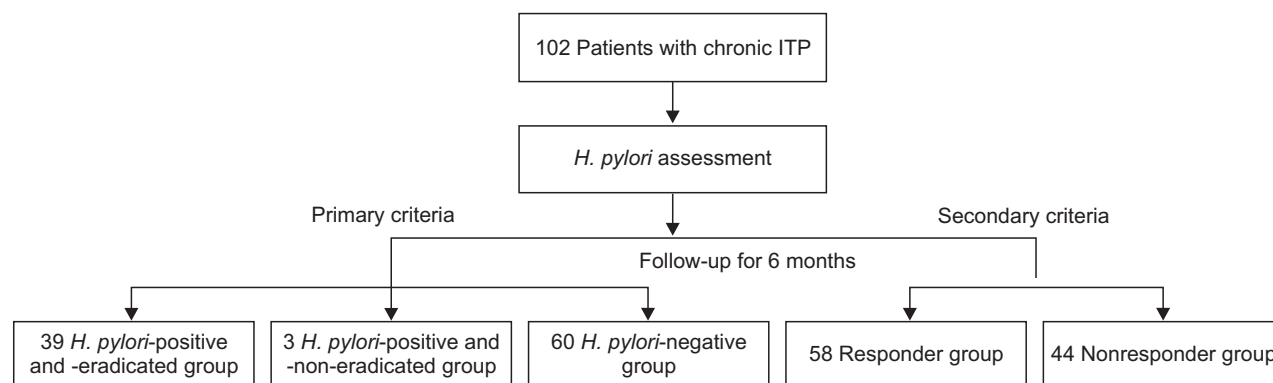 102 Patients with chronic ITP
H. pylori assessment
Primary criteria
Secondary criteria
Follow-up for 6 months
39 H. pylori-positive
and -eradicated group
3 H. pylori-positive and
-non-eradicated group
60 H. pylori-negative
group
58 Responder group
44 Nonresponder group